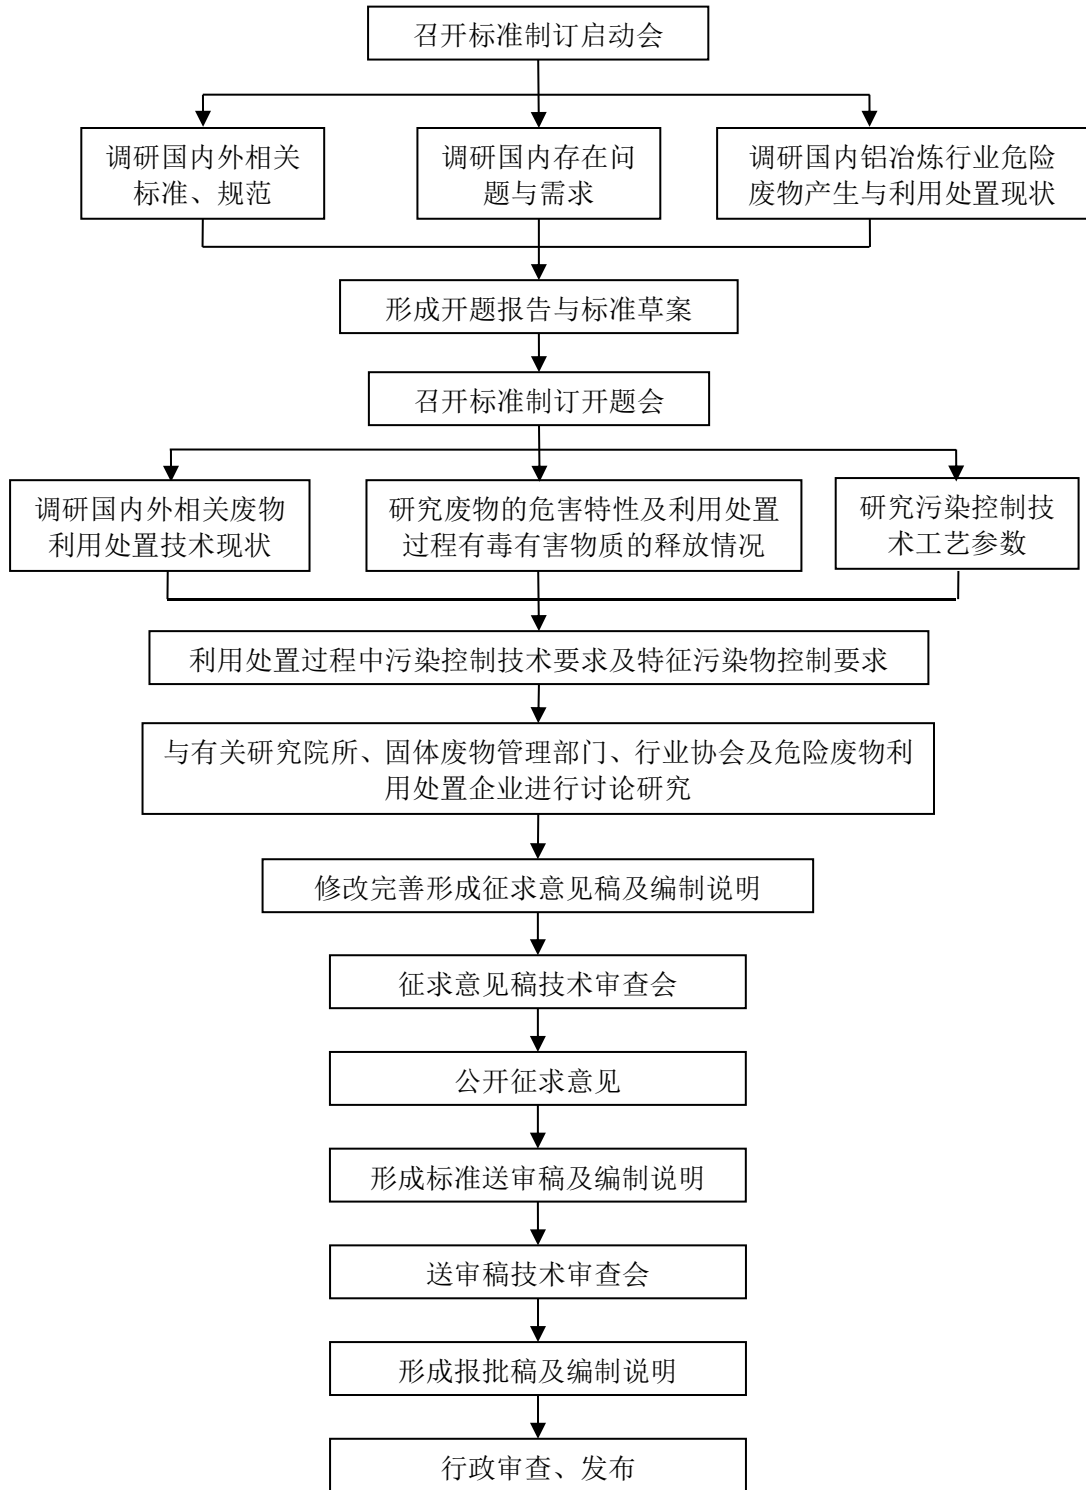 召开标准制订启动会
调研国内外相关
标准、规范
调研国内存在问
题与需求
调研国内铝冶炼行业危险
废物产生与利用处置现状
形成开题报告与标准草案
召开标准制订开题会
调研国内外相关废物
利用处置技术现状
研究废物的危害特性及利用处置
过程有毒有害物质的释放情况
研究污染控制技
术工艺参数
利用处置过程中污染控制技术要求及特征污染物控制要求
与有关研究院所、固体废物管理部门、行业协会及危险废物利
用处置企业进行讨论研究
修改完善形成征求意见稿及编制说明
征求意见稿技术审查会
公开征求意见
形成标准送审稿及编制说明
送审稿技术审查会
形成报批稿及编制说明
行政审查、发布